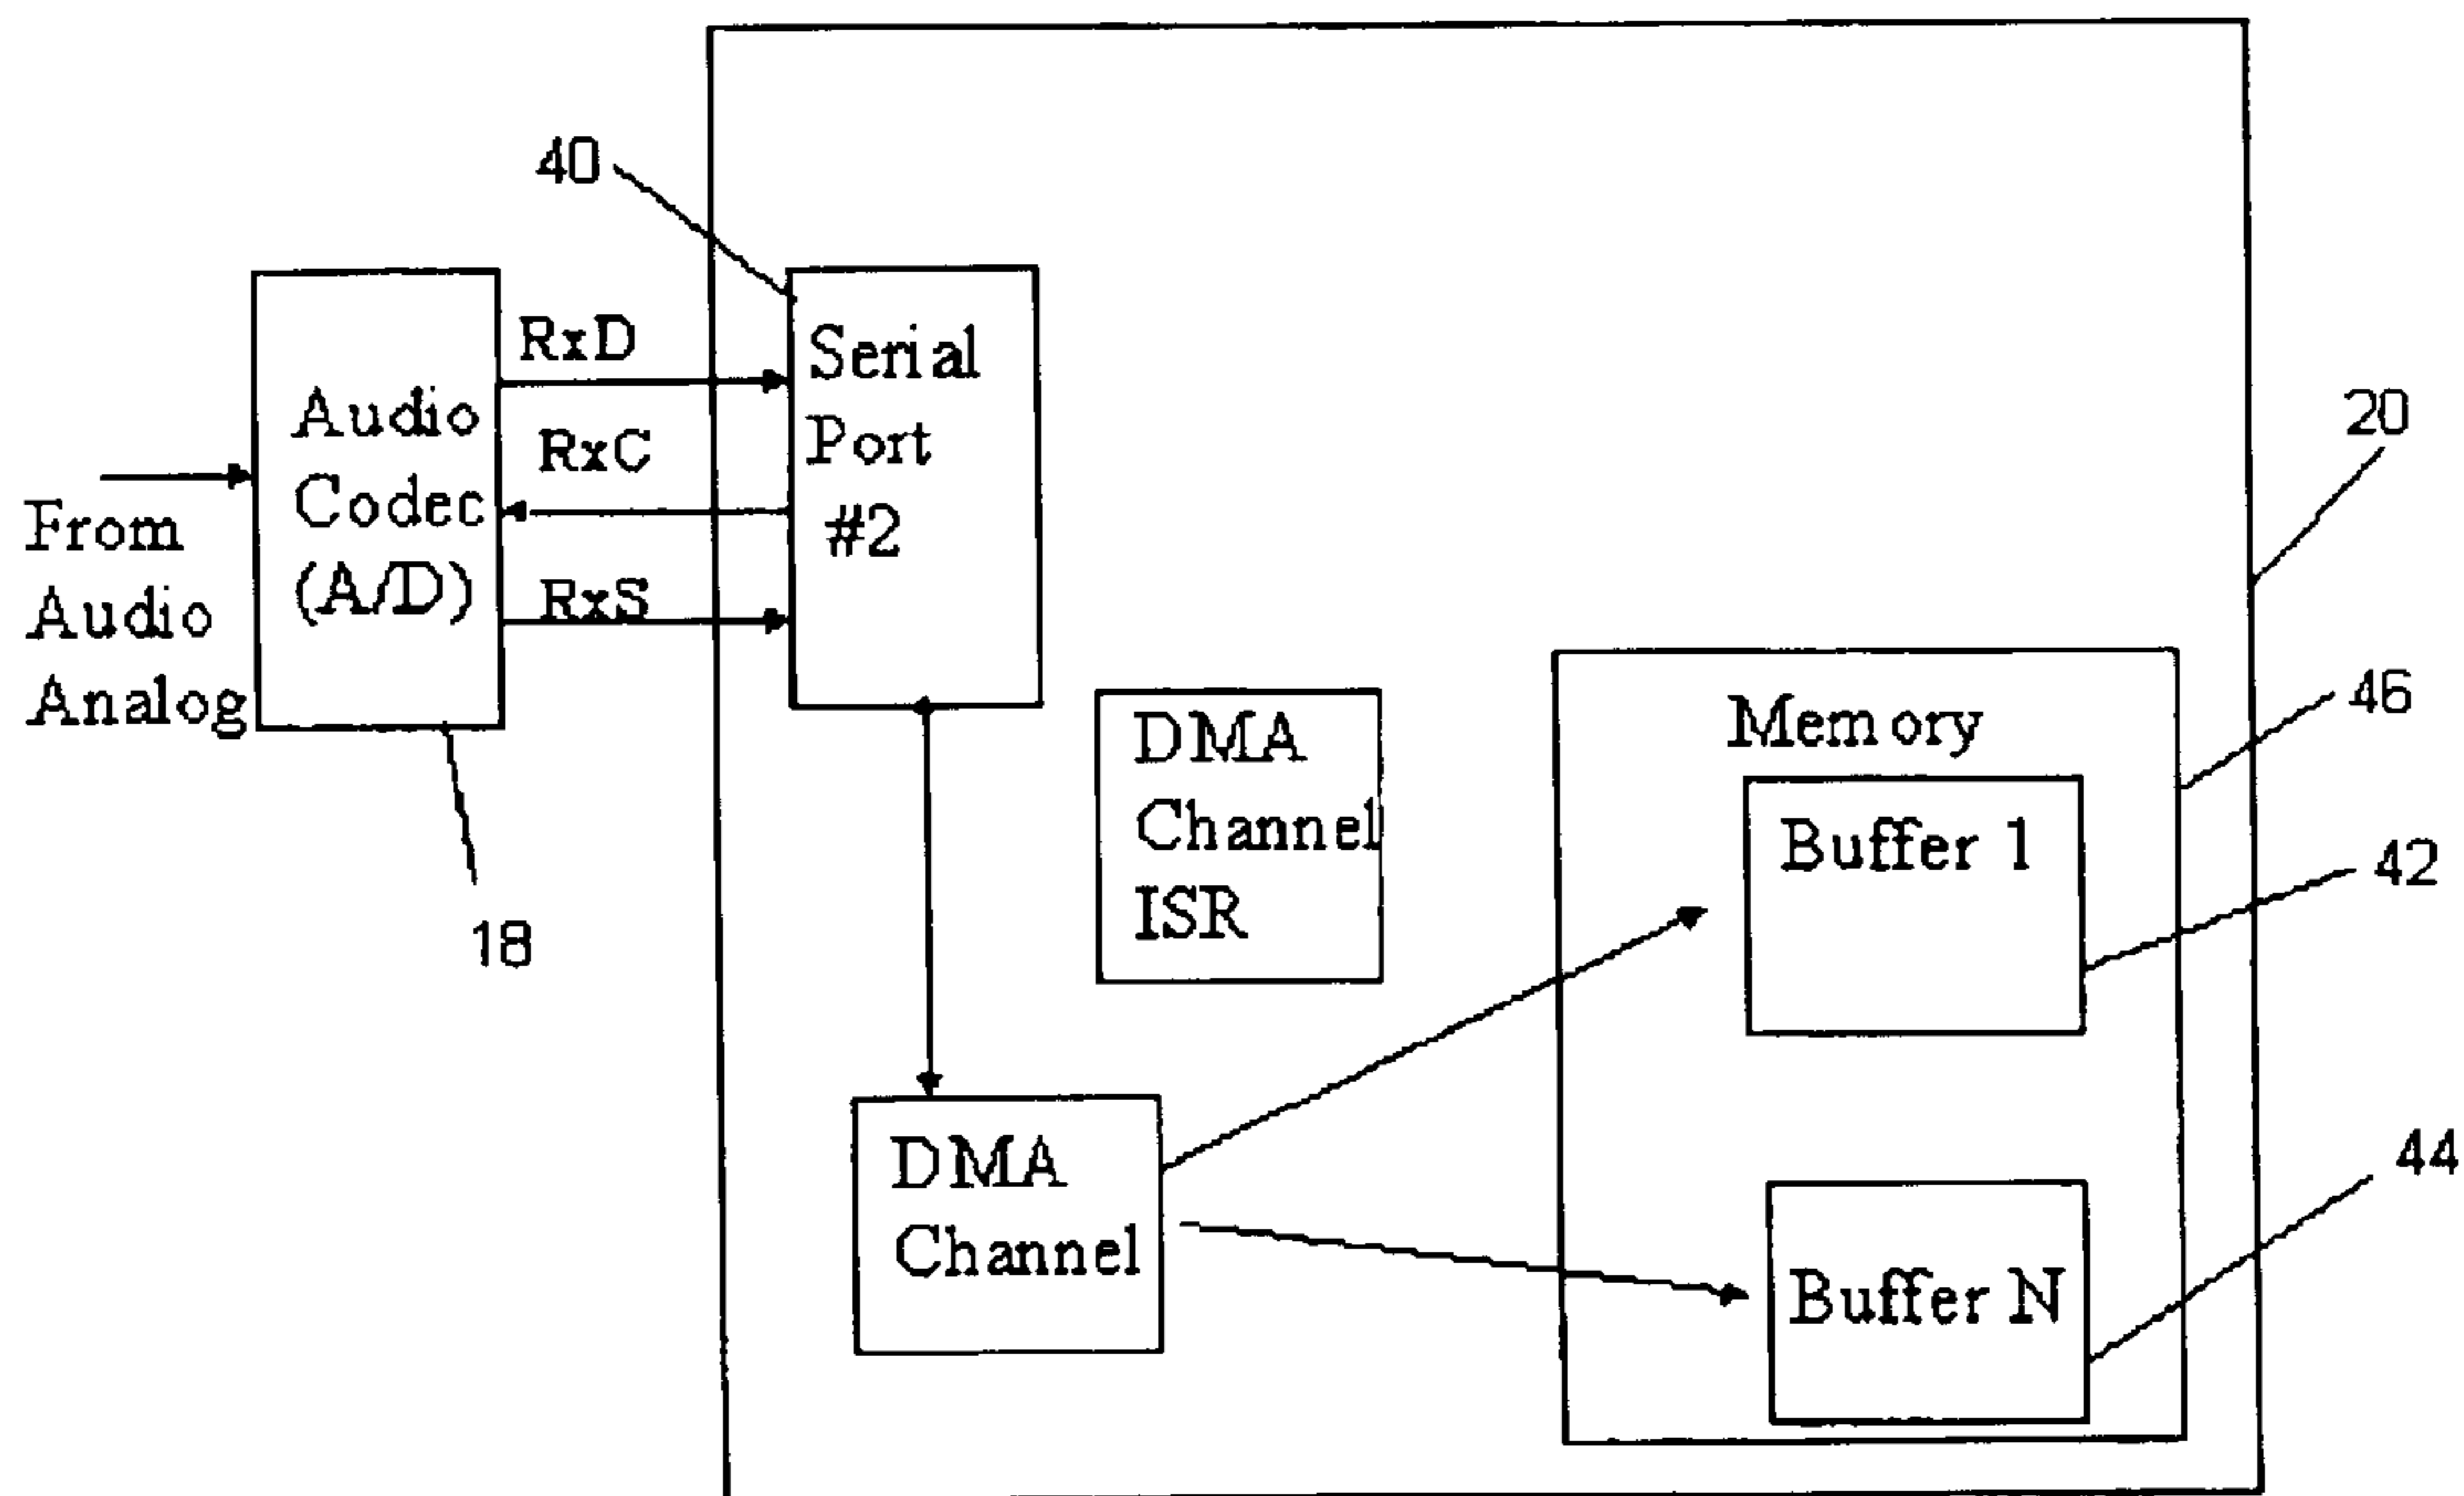 40
RxD
Serial
Port
#2
Audio
Codec
(A/D)
RxC
RxS
From
Audio
Analog
18
20
46
Memory
DMA
Channel
ISR
Buffer 1
42
DMA
Channel
44
Buffer N